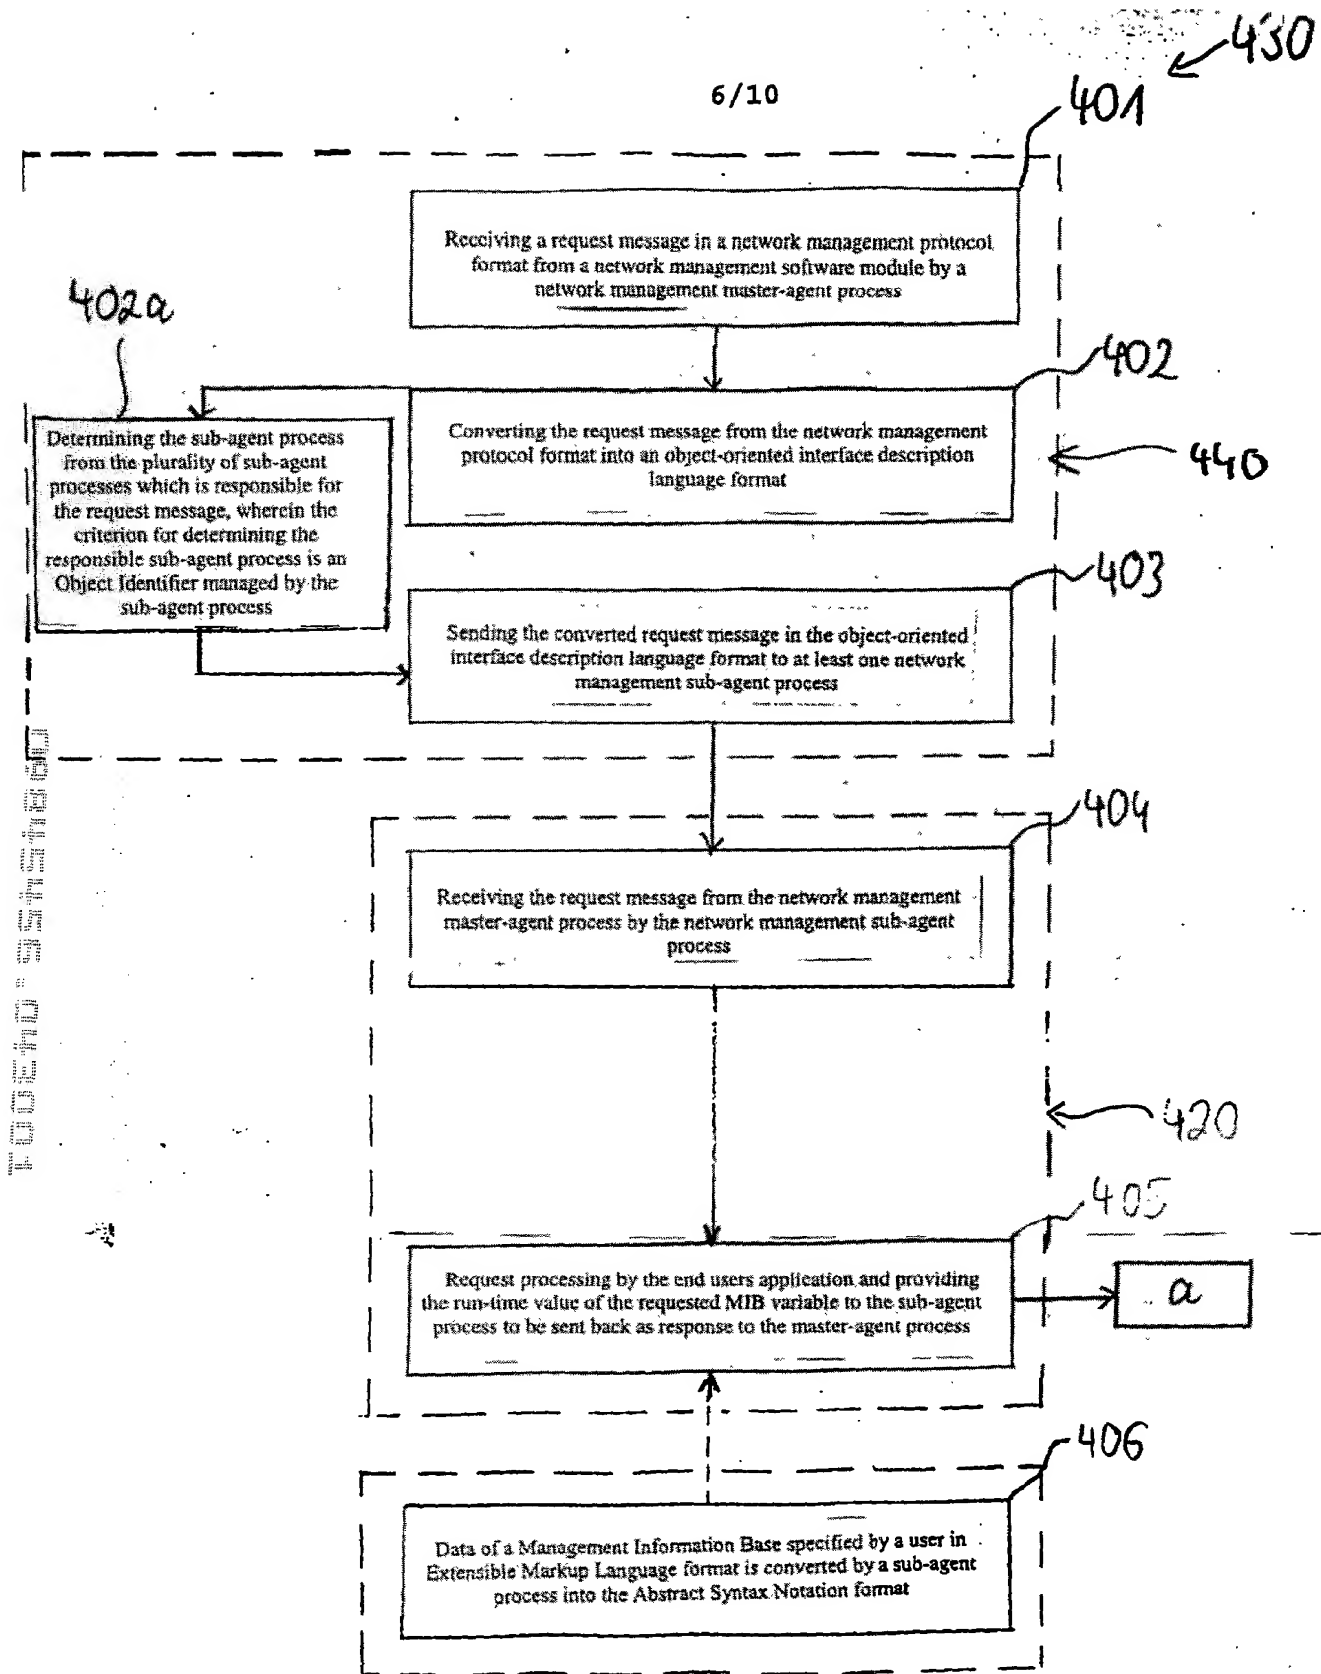 430
6/10
401
Receiving a request message in a network management protocol
format from a network management software module by a
network management master-agent process
402a
402
Converting the request message from the network management
protocol format into an object-oriented interface description
language format
440
Determining the sub-agent process
from the plurality of sub-agent
processes which is responsible for
the request message, wherein the
criterion for determining the
responsible sub-agent process is an
Object Identifier managed by the
sub-agent process
403
Sending the converted request message in the object-oriented
interface description language format to at least one network
management sub-agent process
404
Receiving the request message from the network management
master-agent process by the network management sub-agent
process
420
405
Request processing by the end users application and providing
the run-time value of the requested MIB variable to the sub-agent
process to be sent back as response to the master-agent process
a
406
Data of a Management Information Base specified by a user in
Extensible Markup Language format is converted by a sub-agent
process into the Abstract Syntax Notation format